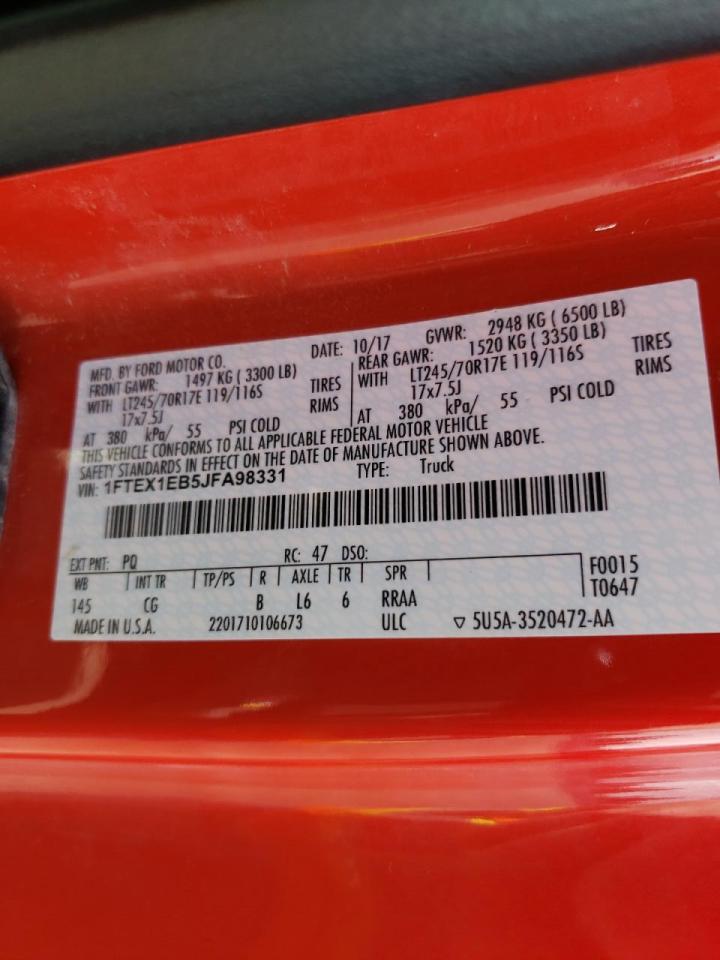 MFD. BY FORD MOTOR CO. DATE: 10/17 GVWR: 2948 KG ( 6500 LB)
FRONT GAWR: 1497 KG ( 3300 LB) REAR GAWR: 1520 KG ( 3350 LB)
WITH LT245/70R17E 119/116S TIRES WITH LT245/70R17E 119/116S TIRES
17x7.5J RIMS 17x7.5J RIMS
AT 380 kPa/ 55 PSI COLD AT 380 kPa/ 55 PSI COLD
THIS VEHICLE CONFORMS TO ALL APPLICABLE FEDERAL MOTOR VEHICLE
SAFETY STANDARDS IN EFFECT ON THE DATE OF MANUFACTURE SHOWN ABOVE.
VIN: 1FTEX1EB5JFA98331 TYPE: Truck
EXT PNT: PQ RC: 47 DSO: F0015
WB INT TR TP/PS R AXLE TR SPR T0647
145 CG B L6 6 RRAA
MADE IN U.S.A. 2201710106673 ULC ▽ 5U5A-3520472-AA